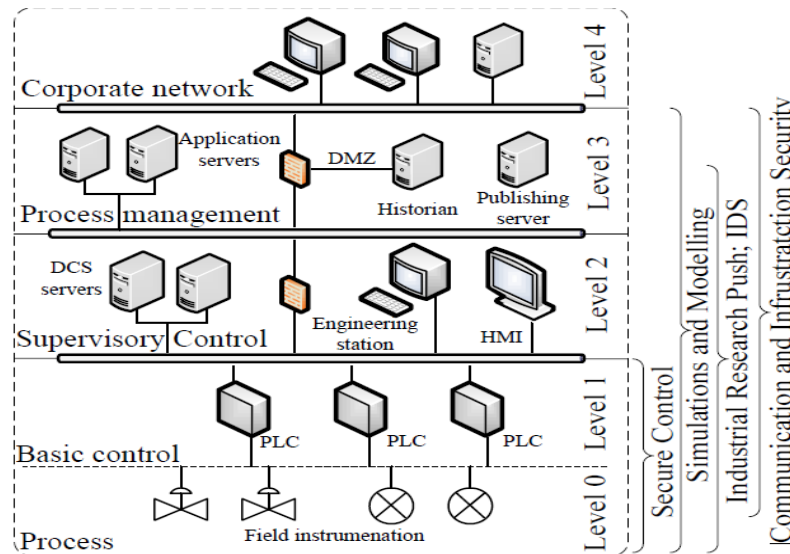 Corporate network
Level 4
Application
servers
DMZ
Historian
Publishing
server
Process management
Level 3
DCS
servers
Engineering
station
HMI
Supervisory Control
Level 2
PLC
PLC
PLC
Basic control
Level 1
Field instrumenation
Process
Level 0
Secure Control
Simulations and Modelling
Industrial Research Push; IDS
Communication and Infrustratction Security